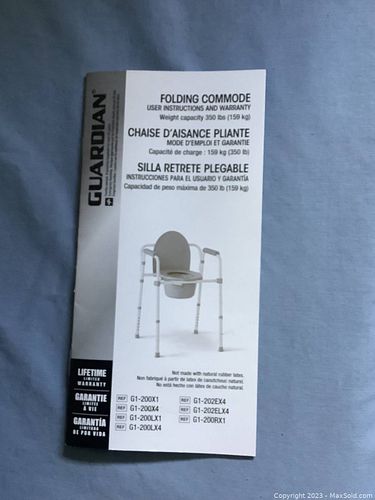 GUARDIAN®
FOLDING COMMODE
USER INSTRUCTIONS AND WARRANTY
Weight capacity 350 lbs (159 kg)
CHAISE D'AISANCE PLIANTE
MODE D'EMPLOI ET GARANTIE
Capacité de charge : 159 kg (350 lb)
SILLA RETRETE PLEGABLE
INSTRUCCIONES PARA EL USUARIO Y GARANTÍA
Capacidad de peso máxima de 350 lb (159 kg)
Not made with natural rubber latex.
Non fabriqué à partir de latex de caoutchouc naturel.
No está hecho con látex de caucho natural.
LIFETIME
LIMITED
WARRANTY
GARANTIE
LIMITÉE
À VIE
GARANTÍA
LIMITADA
DE POR VIDA
REF G1-200X1
REF G1-200X4
REF G1-200LX1
REF G1-200LX4
REF G1-202EX4
REF G1-202ELX4
REF G1-200RX1
Copyright 2023 - MaxSold.com